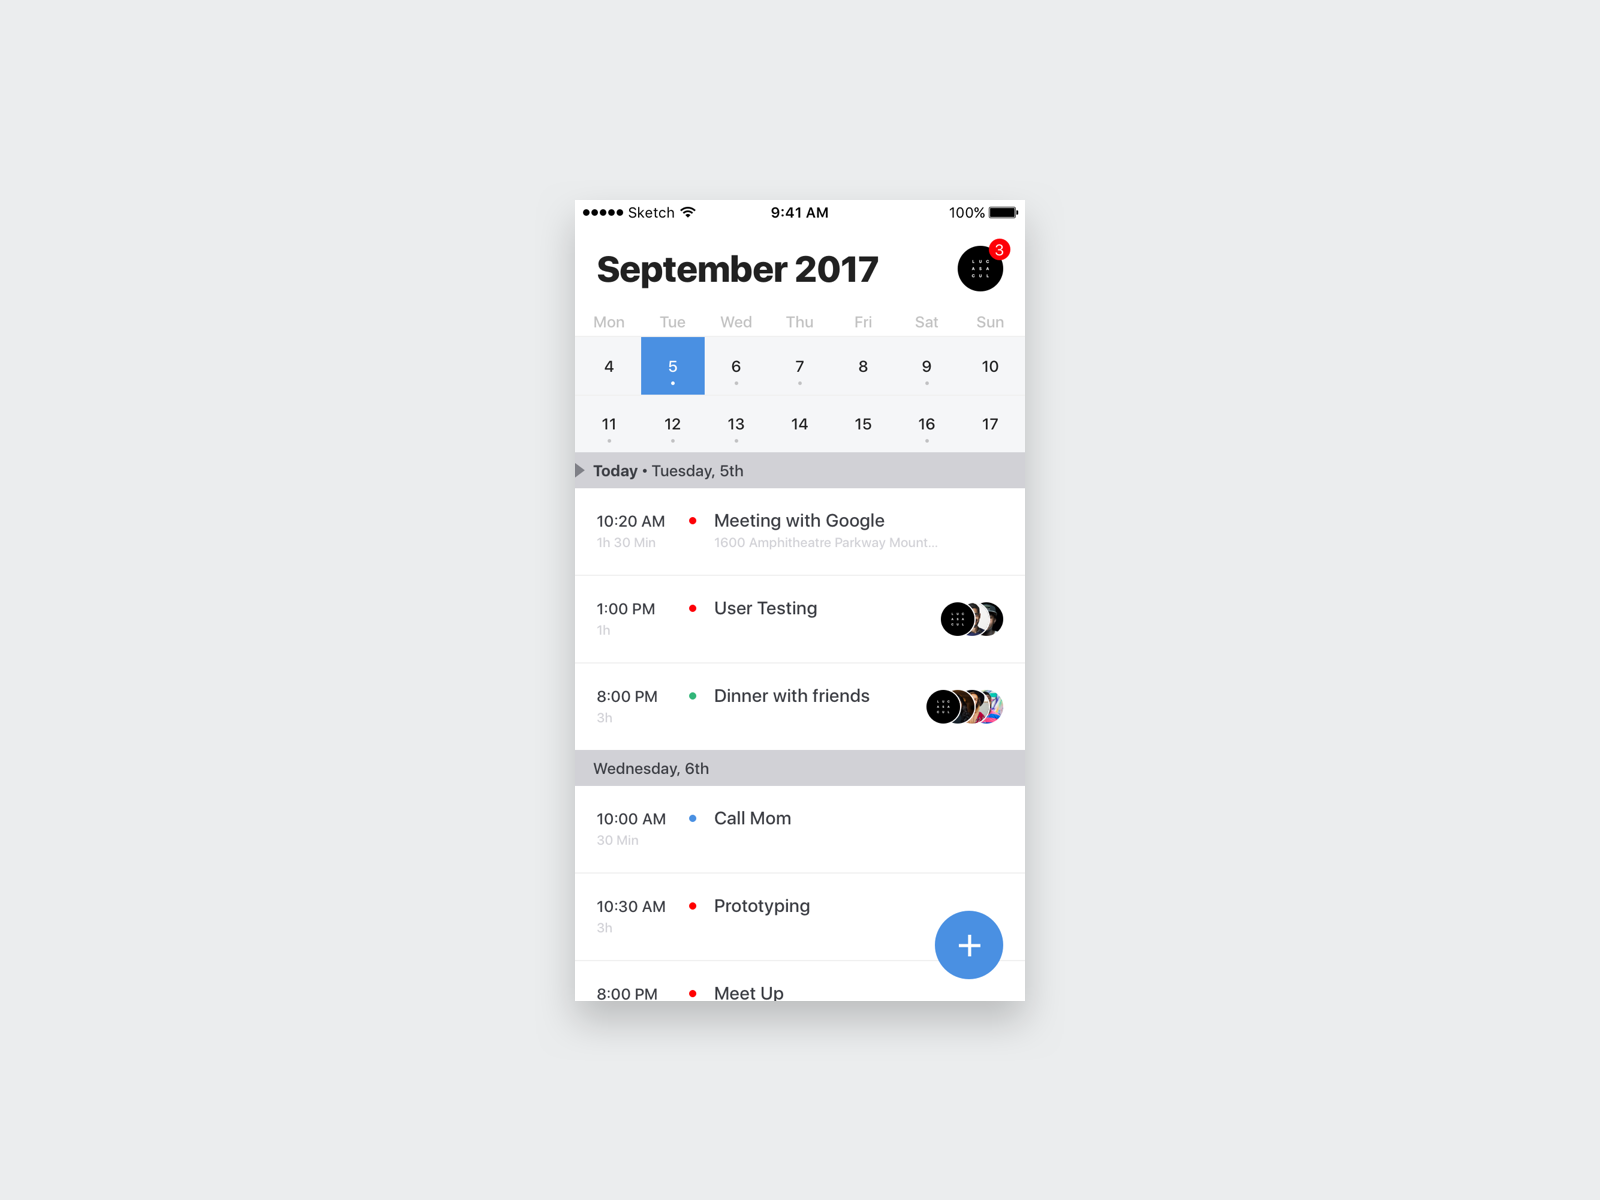 Sketch 9:41 AM 100%
September 2017
3
LUC
ASA
CUL
Mon Tue Wed Thu Fri Sat Sun
4 5 6 7 8 9 10
11 12 13 14 15 16 17
Today • Tuesday, 5th
10:20 AM Meeting with Google
1h 30 Min 1600 Amphitheatre Parkway Mount...
1:00 PM User Testing
1h
8:00 PM Dinner with friends
3h
Wednesday, 6th
10:00 AM Call Mom
30 Min
10:30 AM Prototyping
3h
+
8:00 PM Meet Up